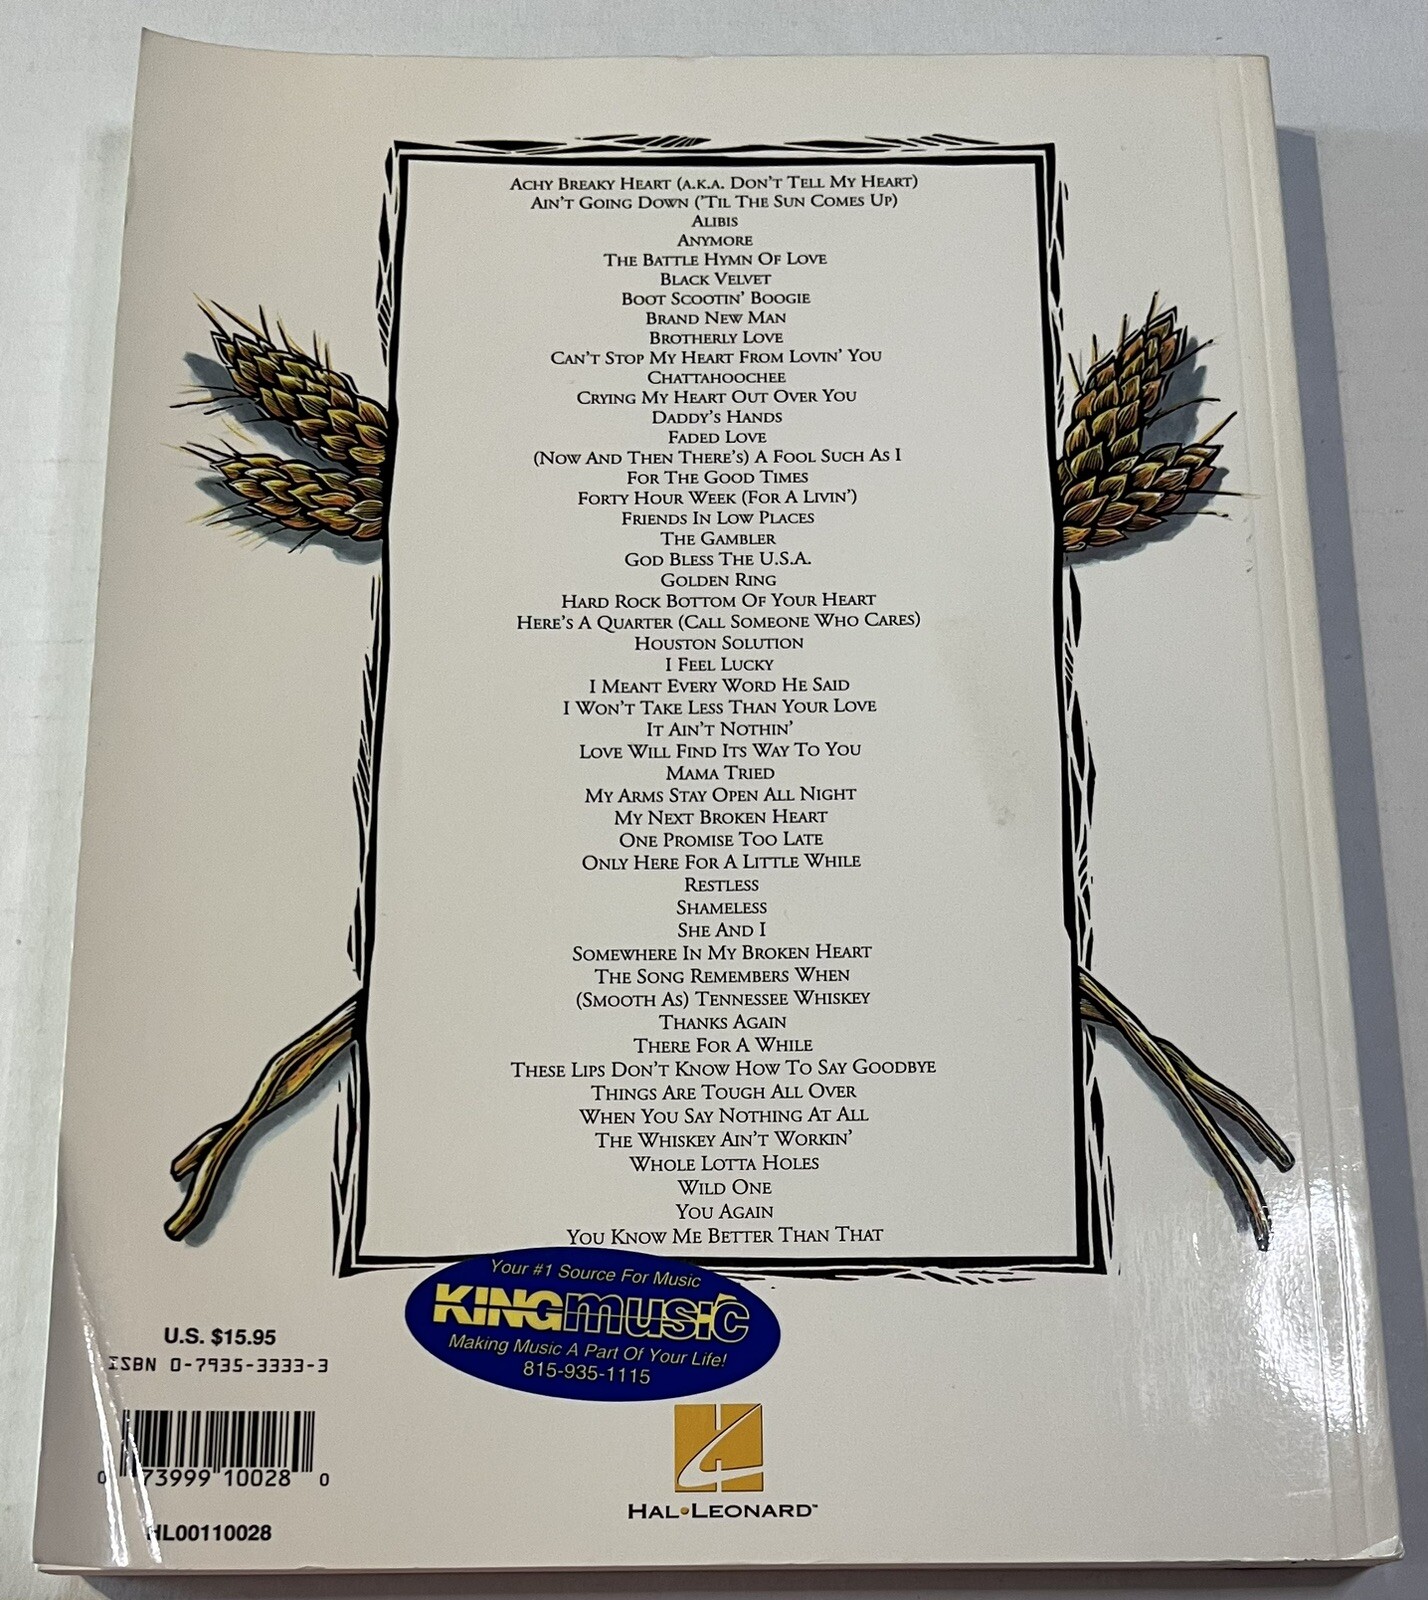 ACHY BREAKY HEART (A.K.A. DON'T TELL MY HEART)
AIN'T GOING DOWN ('TIL THE SUN COMES UP)
ALIBIS
ANYMORE
THE BATTLE HYMN OF LOVE
BLACK VELVET
BOOT SCOOTIN' BOOGIE
BRAND NEW MAN
BROTHERLY LOVE
CAN'T STOP MY HEART FROM LOVIN' YOU
CHATTAHOOCHEE
CRYING MY HEART OUT OVER YOU
DADDY'S HANDS
FADED LOVE
(NOW AND THEN THERE'S) A FOOL SUCH AS I
FOR THE GOOD TIMES
FORTY HOUR WEEK (FOR A LIVIN')
FRIENDS IN LOW PLACES
THE GAMBLER
GOD BLESS THE U.S.A.
GOLDEN RING
HARD ROCK BOTTOM OF YOUR HEART
HERE'S A QUARTER (CALL SOMEONE WHO CARES)
HOUSTON SOLUTION
I FEEL LUCKY
I MEANT EVERY WORD HE SAID
I WON'T TAKE LESS THAN YOUR LOVE
IT AIN'T NOTHIN'
LOVE WILL FIND ITS WAY TO YOU
MAMA TRIED
MY ARMS STAY OPEN ALL NIGHT
MY NEXT BROKEN HEART
ONE PROMISE TOO LATE
ONLY HERE FOR A LITTLE WHILE
RESTLESS
SHAMELESS
SHE AND I
SOMEWHERE IN MY BROKEN HEART
THE SONG REMEMBERS WHEN
(SMOOTH AS) TENNESSEE WHISKEY
THANKS AGAIN
THERE FOR A WHILE
THESE LIPS DON'T KNOW HOW TO SAY GOODBYE
THINGS ARE TOUGH ALL OVER
WHEN YOU SAY NOTHING AT ALL
THE WHISKEY AIN'T WORKIN'
WHOLE LOTTA HOLES
WILD ONE
YOU AGAIN
YOU KNOW ME BETTER THAN THAT
Your #1 Source For Music
KING music
Making Music A Part Of Your Life!
815-935-1115
U.S. $15.95
ISBN 0-7935-3333-3
0 73999 10028 0
HL00110028
HAL•LEONARD™